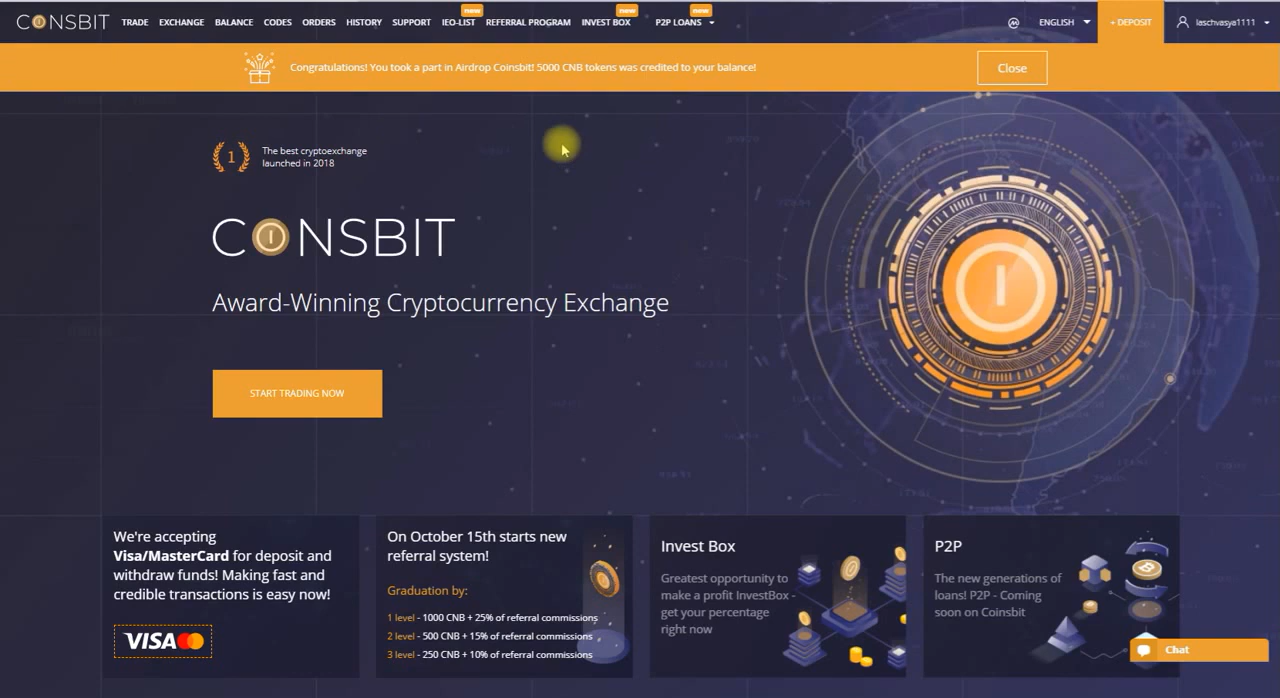 CONSBIT TRADE EXCHANGE BALANCE CODES ORDERS HISTORY SUPPORT IEO-LIST new REFERRAL PROGRAM INVEST BOX new P2P LOANS new ENGLISH + DEPOSIT laschvasya1111
Congratulations! You took a part in Airdrop Coinsbit! 5000 CNB tokens was credited to your balance! Close
1
The best cryptoexchange
launched in 2018
CONSBIT
Award-Winning Cryptocurrency Exchange
START TRADING NOW
We're accepting
Visa/MasterCard for deposit and
withdraw funds! Making fast and
credible transactions is easy now!
VISA
On October 15th starts new
referral system!
Graduation by:
1 level - 1000 CNB + 25% of referral commissions
2 level - 500 CNB + 15% of referral commissions
3 level - 250 CNB + 10% of referral commissions
Invest Box
Greatest opportunity to
make a profit InvestBox -
get your percentage
right now
P2P
The new generations of
loans! P2P - Coming
soon on Coinsbit
Chat